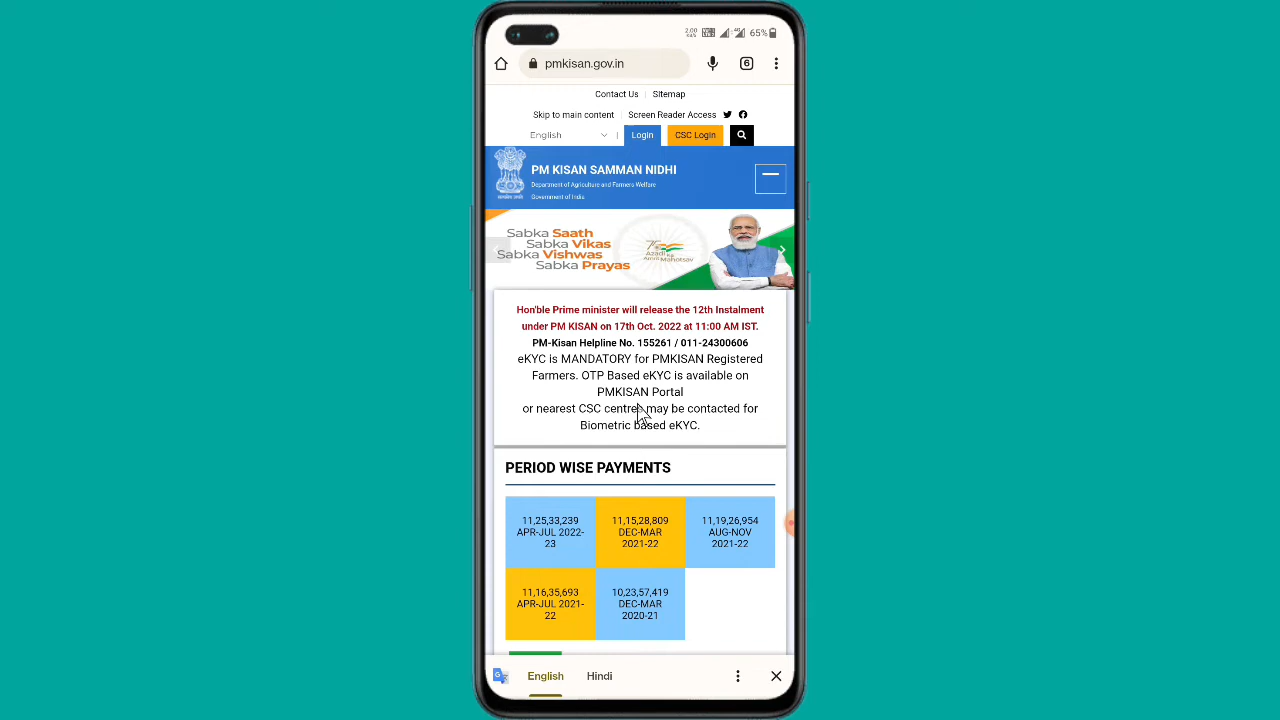 2.00 KB/S 4G 65%
pmkisan.gov.in 6
Contact Us | Sitemap
Skip to main content | Screen Reader Access
English | Login CSC Login
PM KISAN SAMMAN NIDHI
Department of Agriculture and Farmers Welfare
Government of India
Sabka Saath
Sabka Vikas
Sabka Vishwas
Sabka Prayas
75
Azadi Ka
Amrit Mahotsav
Hon'ble Prime minister will release the 12th Instalment
under PM KISAN on 17th Oct. 2022 at 11:00 AM IST.
PM-Kisan Helpline No. 155261 / 011-24300606
eKYC is MANDATORY for PMKISAN Registered
Farmers. OTP Based eKYC is available on
PMKISAN Portal
or nearest CSC centres may be contacted for
Biometric based eKYC.
PERIOD WISE PAYMENTS
11,25,33,239
APR-JUL 2022-
23
11,15,28,809
DEC-MAR
2021-22
11,19,26,954
AUG-NOV
2021-22
11,16,35,693
APR-JUL 2021-
22
10,23,57,419
DEC-MAR
2020-21
G English Hindi